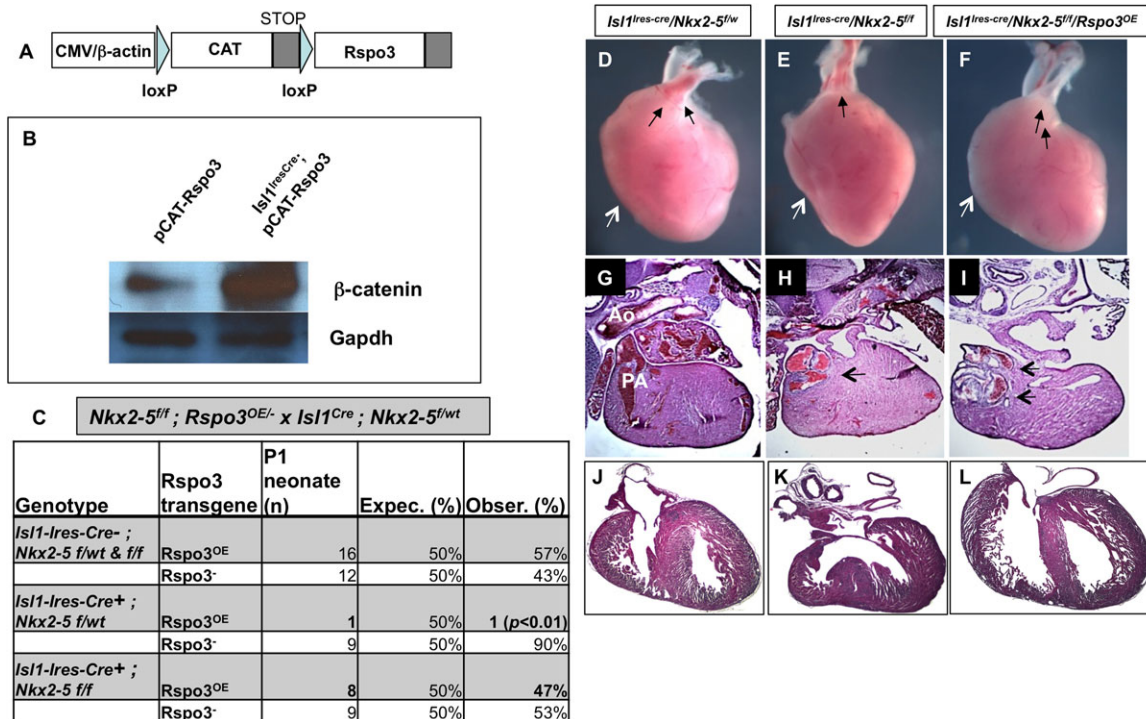 STOP
A CMV/β-actin CAT Rspo3
loxP loxP
B
pCAT-Rspo3
Isl1IresCre-;
pCAT-Rspo3
β-catenin
Gapdh
C Nkx2-5f/f ; Rspo3OE/- x Isl1Cre ; Nkx2-5f/wt
Genotype Rspo3 transgene P1 neonate (n) Expec. (%) Obser. (%)
Isl1-Ires-Cre- ; Nkx2-5 f/wt & f/f Rspo3OE 16 50% 57%
Rspo3- 12 50% 43%
Isl1-Ires-Cre+ ; Nkx2-5 f/wt Rspo3OE 1 50% 1 (p<0.01)
Rspo3- 9 50% 90%
Isl1-Ires-Cre+ ; Nkx2-5 f/f Rspo3OE 8 50% 47%
Rspo3- 9 50% 53%
Isl1Ires-cre/Nkx2-5f/w Isl1Ires-cre/Nkx2-5f/f Isl1Ires-cre/Nkx2-5f/f/Rspo3OE
D E F
G H I
Ao
PA
J K L